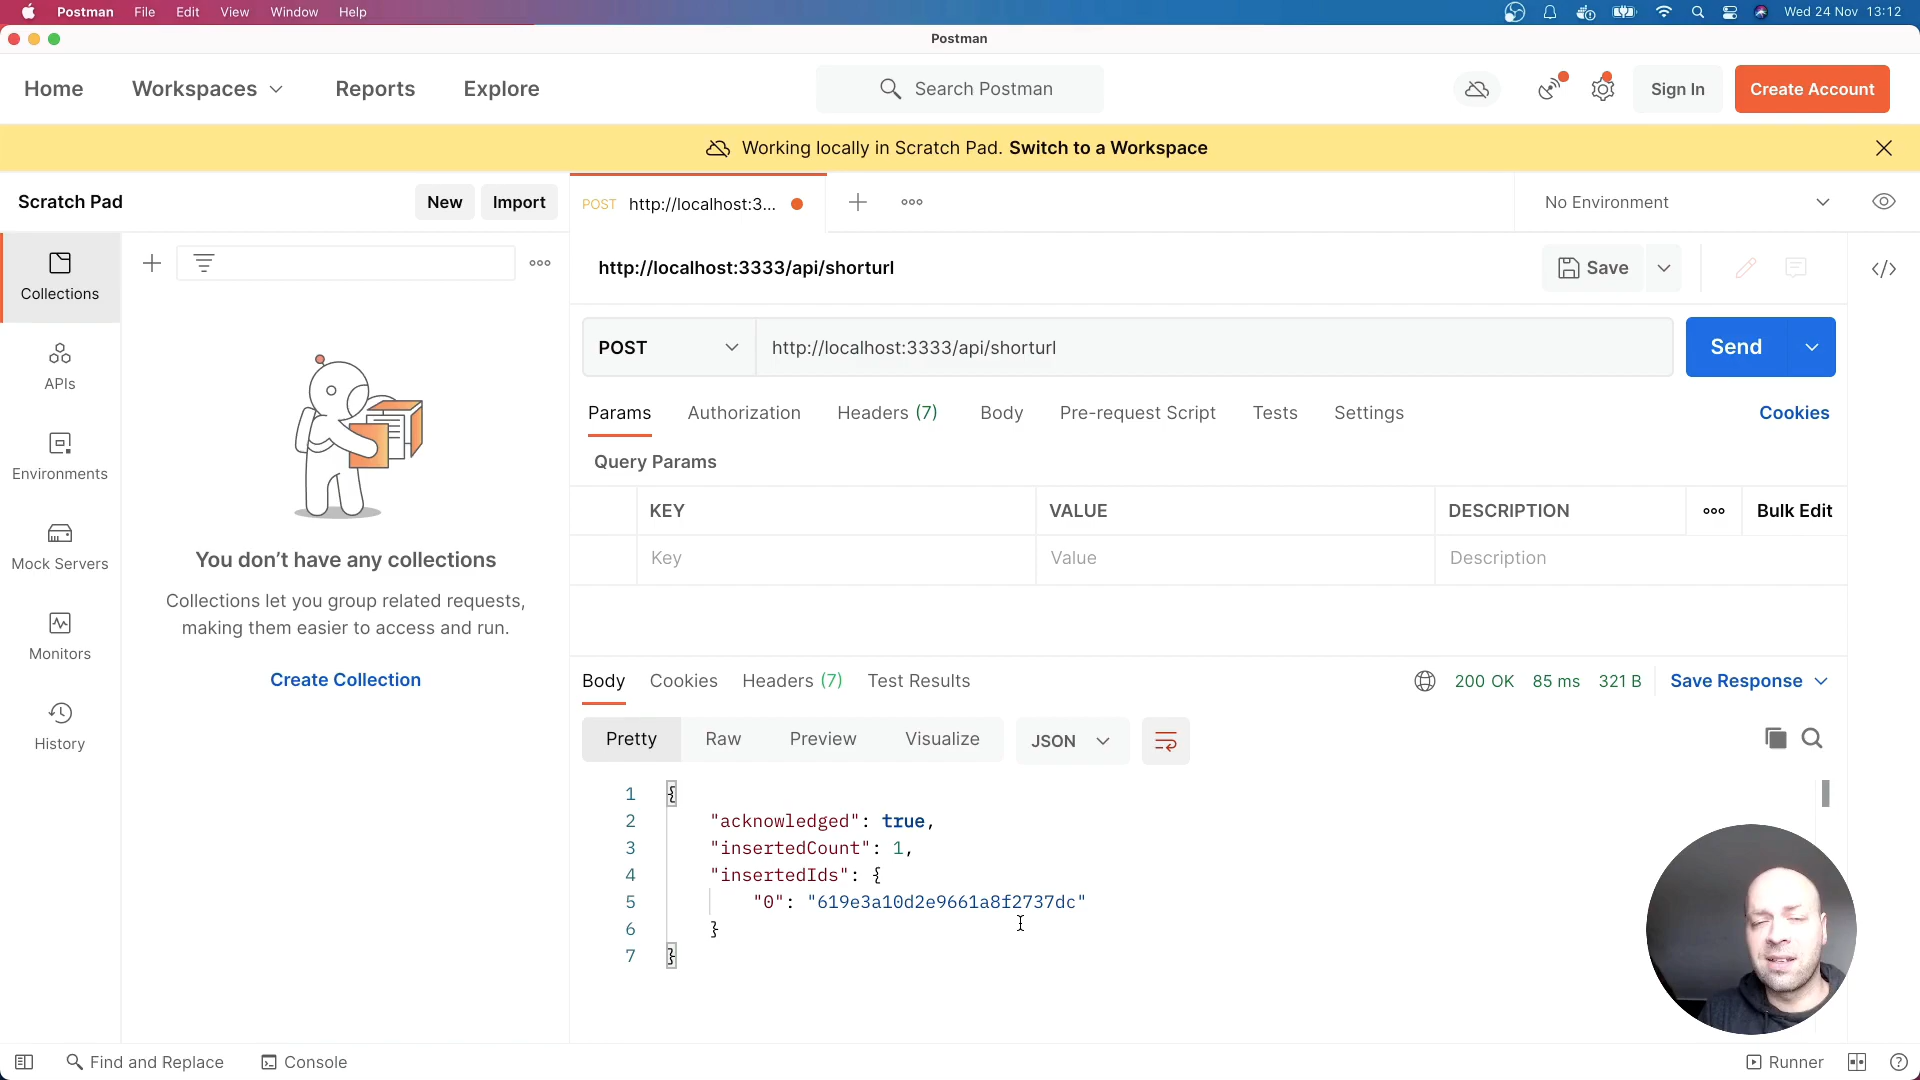 Postman File Edit View Window Help
Wed 24 Nov 13:12
Postman
Home Workspaces Reports Explore
Search Postman
Sign In Create Account
Working locally in Scratch Pad. Switch to a Workspace
Scratch Pad New Import
POST http://localhost:3...
No Environment
Collections
APIs
Environments
Mock Servers
Monitors
History
You don’t have any collections
Collections let you group related requests,
making them easier to access and run.
Create Collection
http://localhost:3333/api/shorturl
Save
POST http://localhost:3333/api/shorturl Send
Params Authorization Headers (7) Body Pre-request Script Tests Settings Cookies
Query Params
KEY VALUE DESCRIPTION Bulk Edit
Key Value Description
Body Cookies Headers (7) Test Results
200 OK 85 ms 321 B Save Response
Pretty Raw Preview Visualize JSON
1 {
2 "acknowledged": true,
3 "insertedCount": 1,
4 "insertedIds": {
5 "0": "619e3a10d2e9661a8f2737dc"
6 }
7 }
Find and Replace Console
Runner